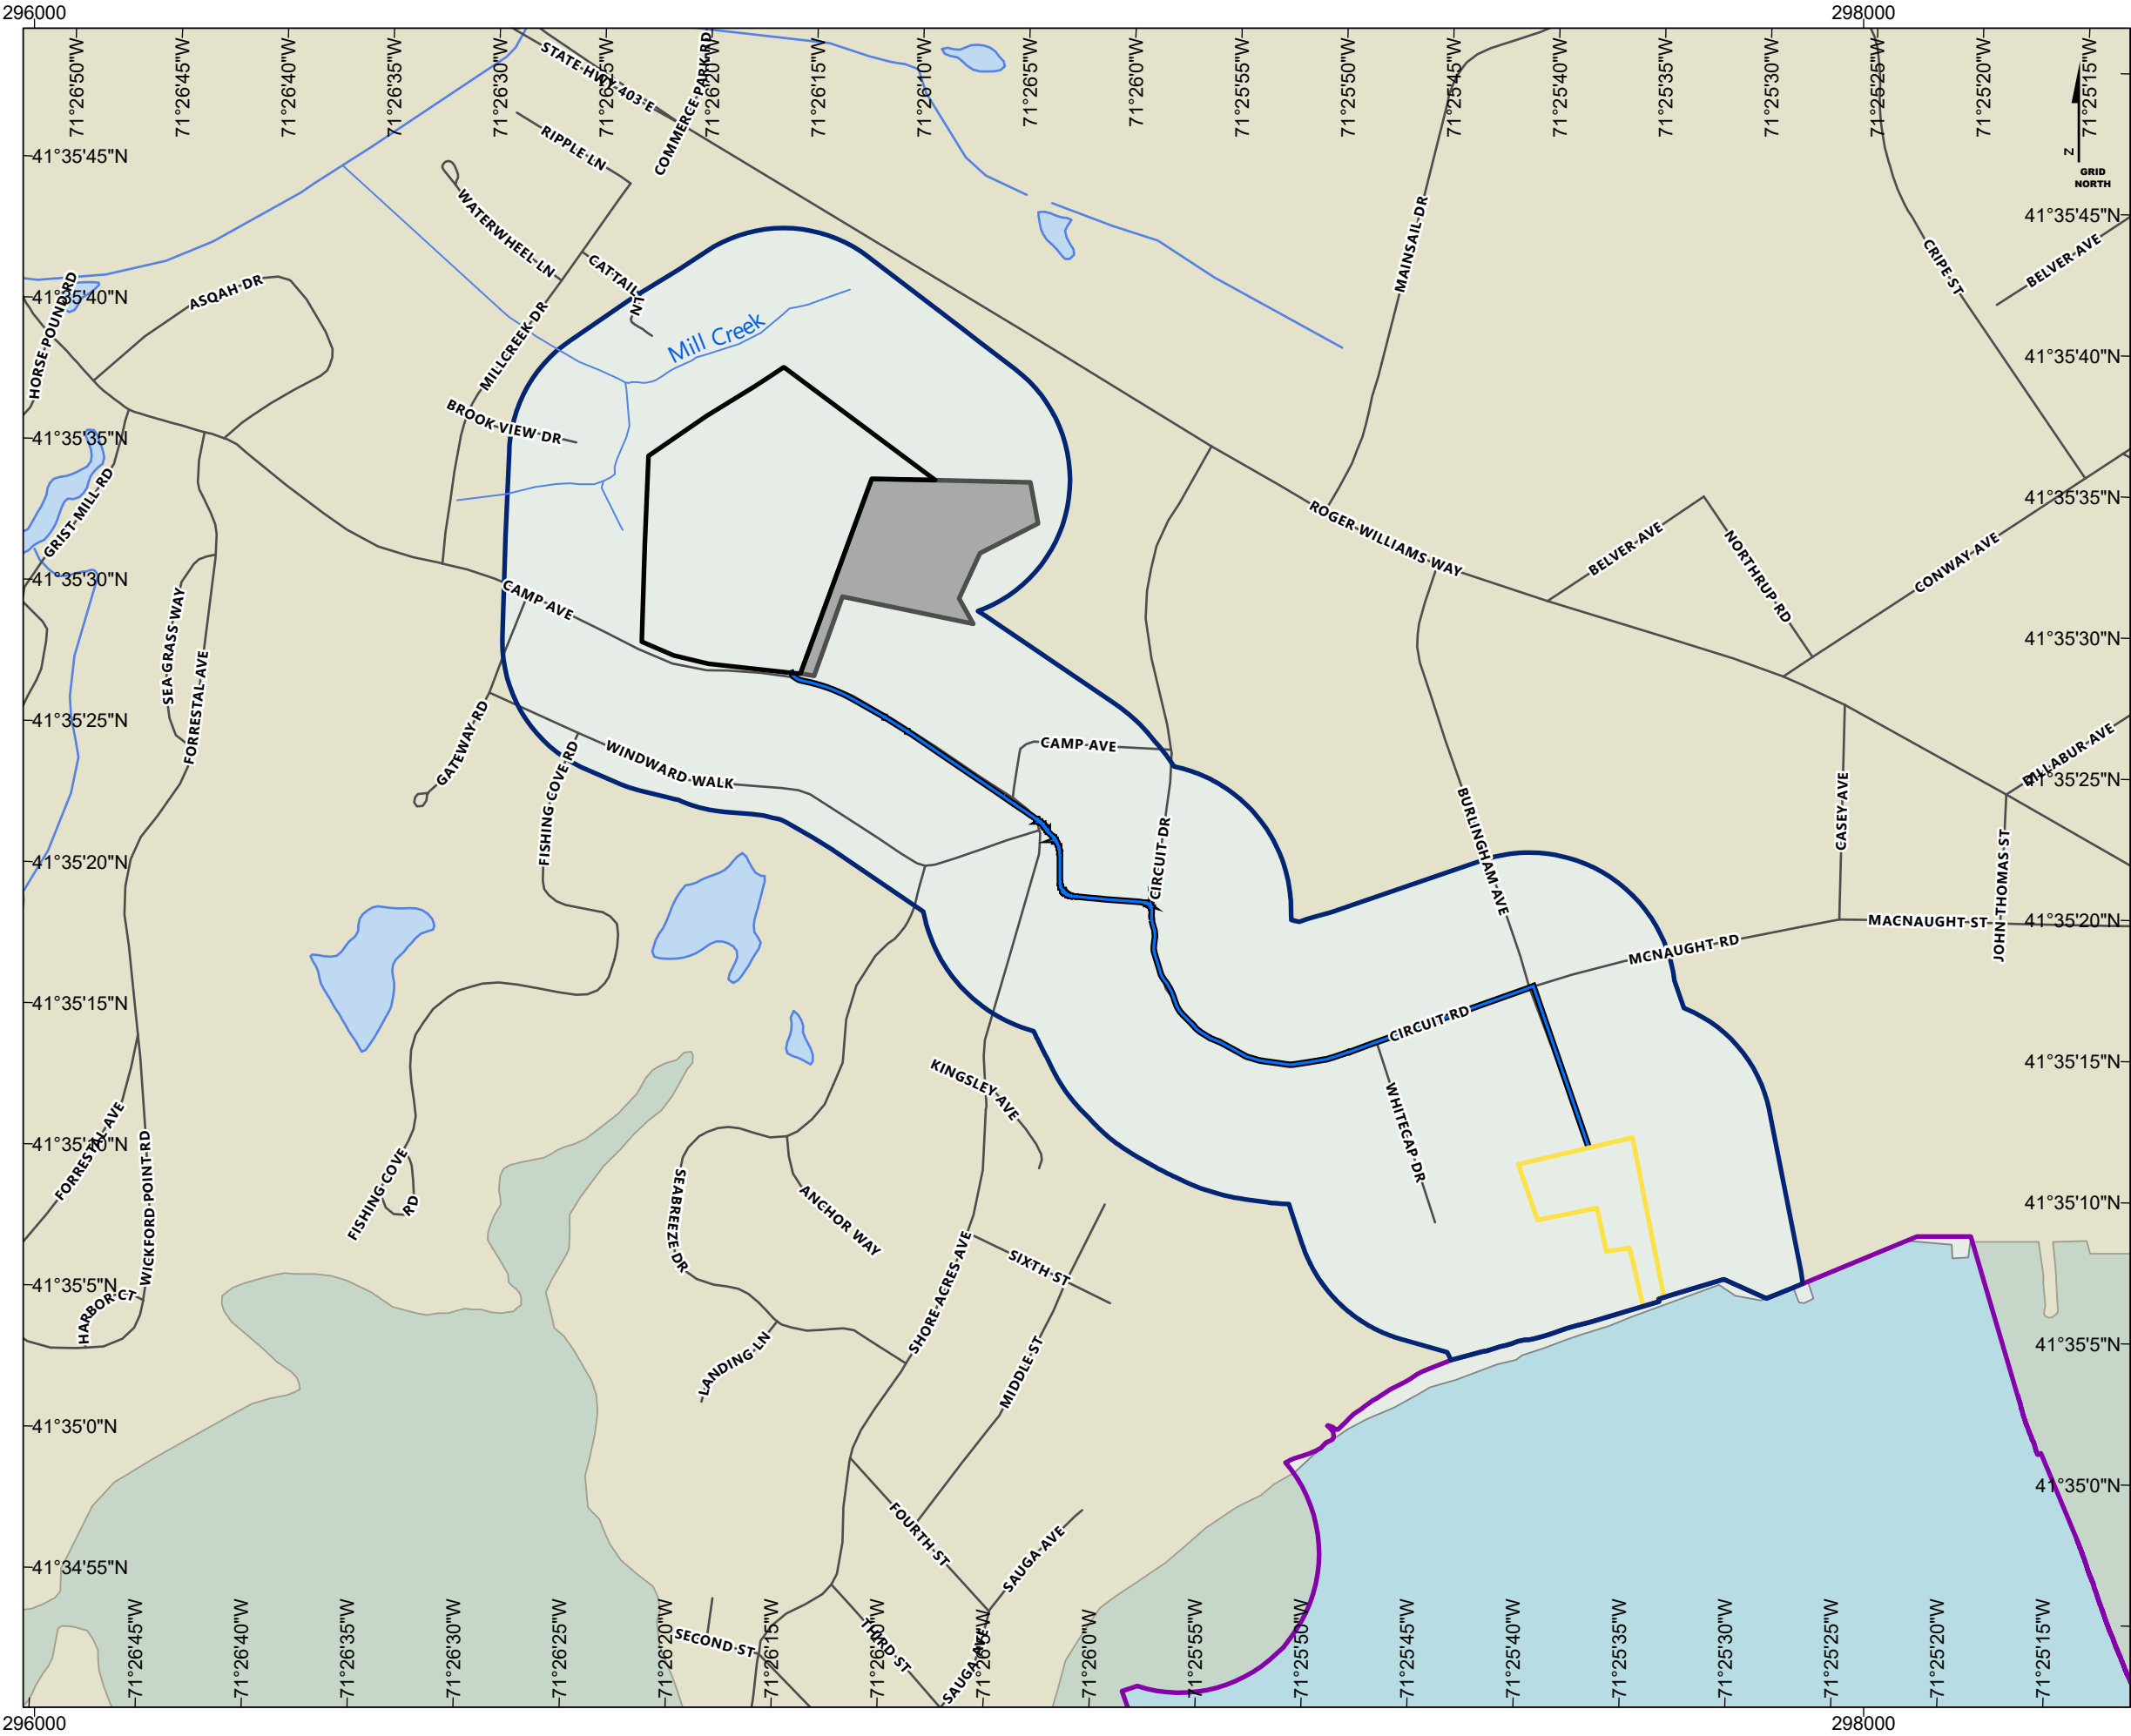 296000
298000
71°26'50"W
71°26'45"W
71°26'40"W
71°26'35"W
71°26'30"W
71°26'25"W
71°26'20"W
71°26'15"W
71°26'10"W
71°26'5"W
71°26'0"W
71°25'55"W
71°25'50"W
71°25'45"W
71°25'40"W
71°25'35"W
71°25'30"W
71°25'25"W
71°25'20"W
71°25'15"W
STATE HWY 403 E
COMMERCE PARK RD
RIPPLE LN
41°35'45"N
N
GRID
NORTH
WATERWHEEL LN
41°35'45"N
MAINSAIL DR
CRIPE ST
BELVER AVE
CATTAIL LN
ASQAH DR
41°35'40"N
HORSE POUND RD
MILLCREEK DR
Mill Creek
41°35'40"N
BROOK VIEW DR
41°35'35"N
GRIST MILL RD
41°35'35"N
ROGER WILLIAMS WAY
BELVER AVE
NORTHRUP RD
CONWAY AVE
41°35'30"N
CAMP AVE
SEA GRASS WAY
41°35'30"N
FORRESTAL AVE
41°35'25"N
GATEWAY RD
WINDWARD WALK
CAMP AVE
FISHING COVE RD
41°35'25"N
CASEY AVE
BURLINGHAM AVE
CIRCUIT DR
41°35'20"N
JOHN THOMAS ST
MACNAUGHT ST
41°35'20"N
MCNAUGHT RD
41°35'15"N
CIRCUIT RD
41°35'15"N
KINGSLEY AVE
WHITECAP DR
41°35'10"N
FORRESTAL AVE
WICKFORD POINT RD
FISHING COVE
RD
SEABREEZE DR
ANCHOR WAY
41°35'10"N
SIXTH ST
SHORE ACRES AVE
41°35'5"N
HARBOR CT
LANDING LN
MIDDLE ST
41°35'5"N
41°35'0"N
41°35'0"N
FOURTH ST
SAUGA AVE
41°34'55"N
SECOND ST
THIRD ST
SAUGA AVE
71°26'45"W
71°26'40"W
71°26'35"W
71°26'30"W
71°26'25"W
71°26'20"W
71°26'15"W
71°26'5"W
71°26'0"W
71°25'55"W
71°25'50"W
71°25'45"W
71°25'40"W
71°25'35"W
71°25'30"W
71°25'25"W
71°25'20"W
71°25'15"W
296000
298000